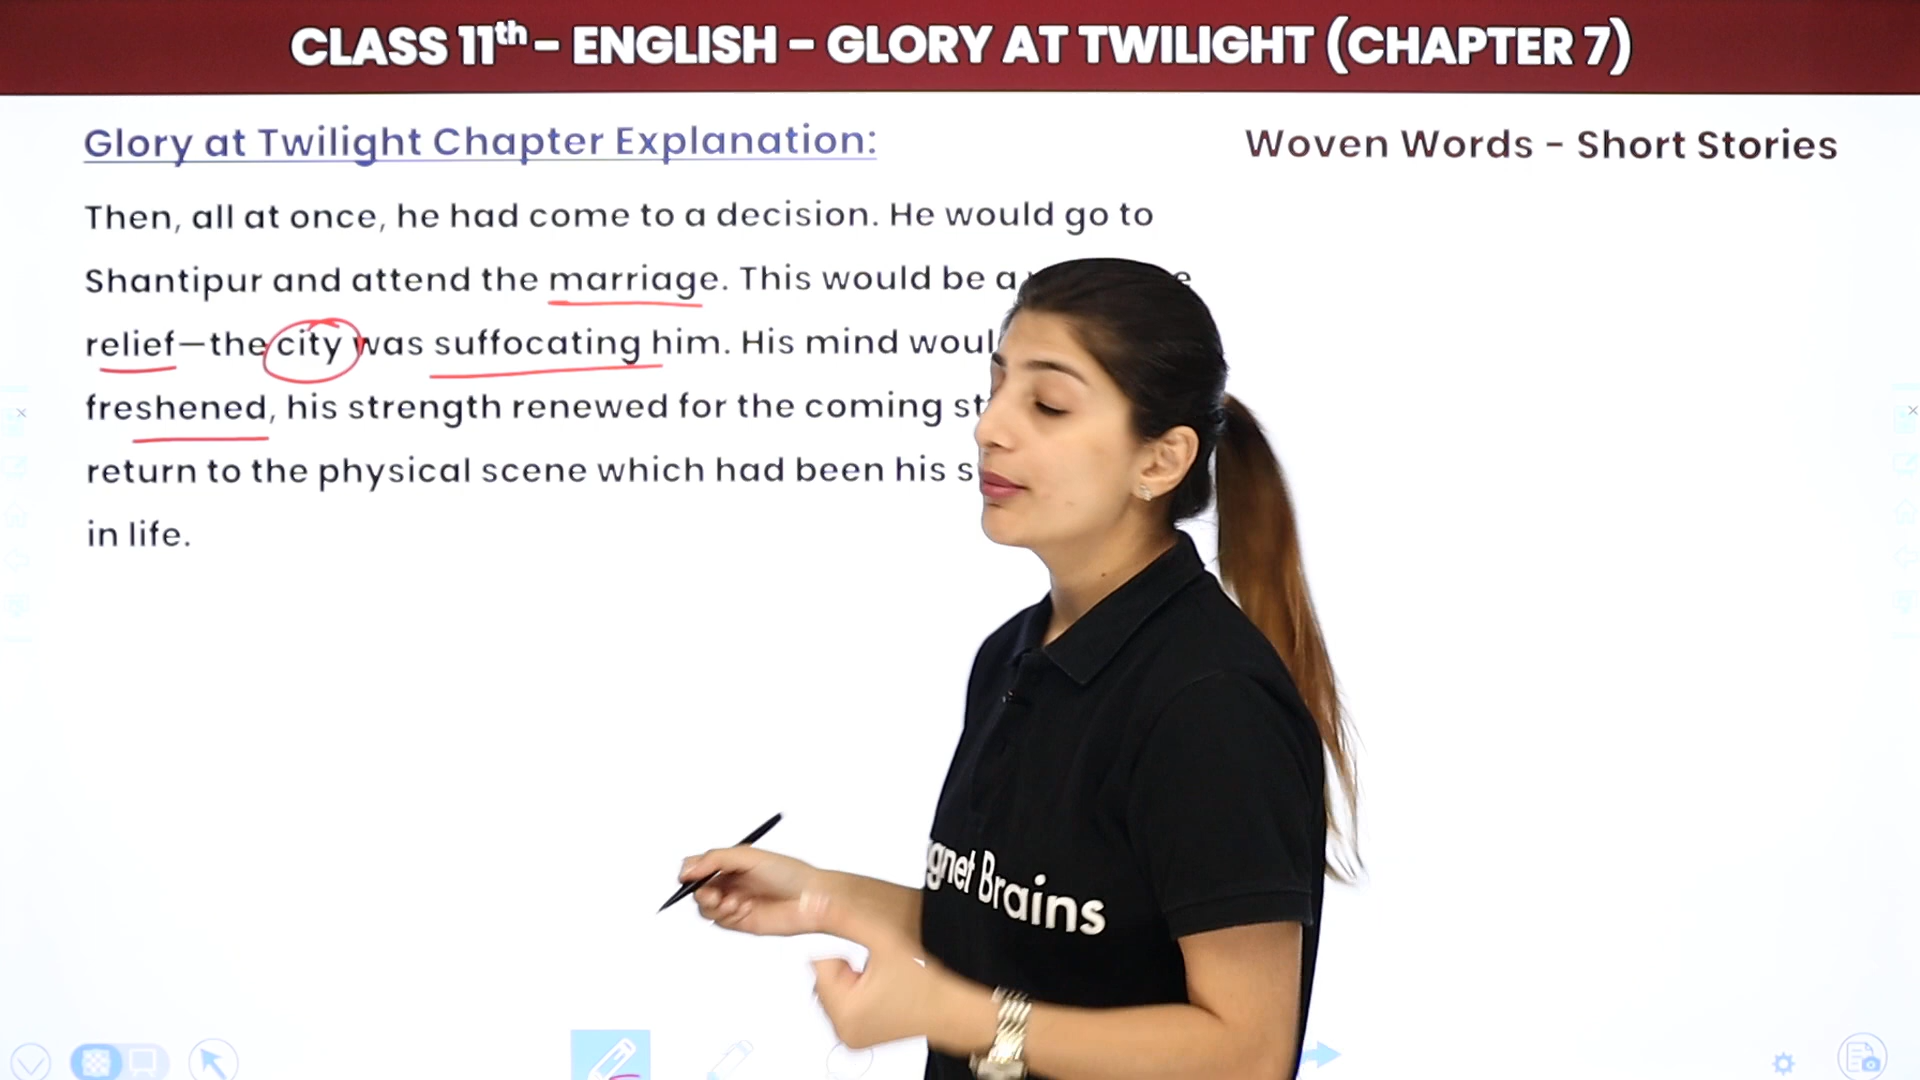 CLASS 11th - ENGLISH - GLORY AT TWILIGHT (CHAPTER 7)
Glory at Twilight Chapter Explanation:
Woven Words - Short Stories
Then, all at once, he had come to a decision. He would go to
Shantipur and attend the marriage. This would be a
relief—the city was suffocating him. His mind
freshened, his strength renewed for the coming
return to the physical scene which had been his
in life.
Brains